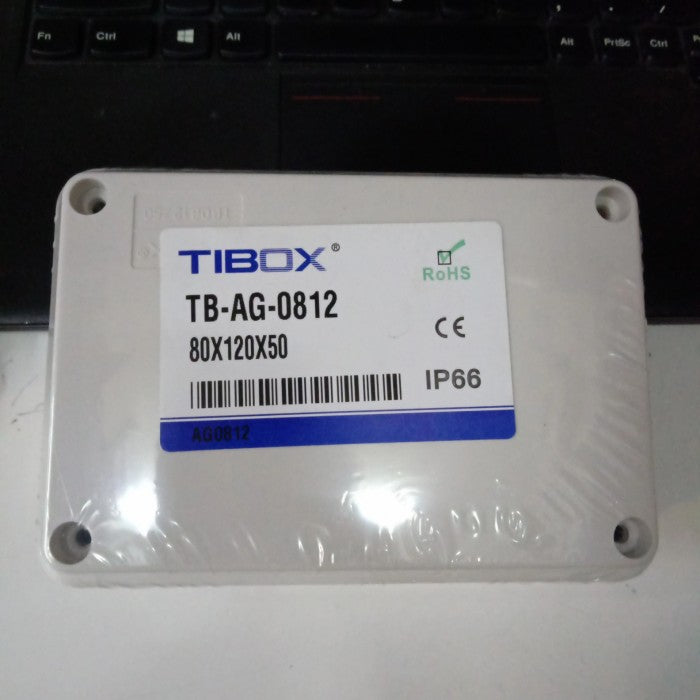 Fn Ctrl Alt Alt PrtSc Ctrl
TIBOX®
RoHS
TB-AG-0812
CE
80X120X50
IP66
AG0812